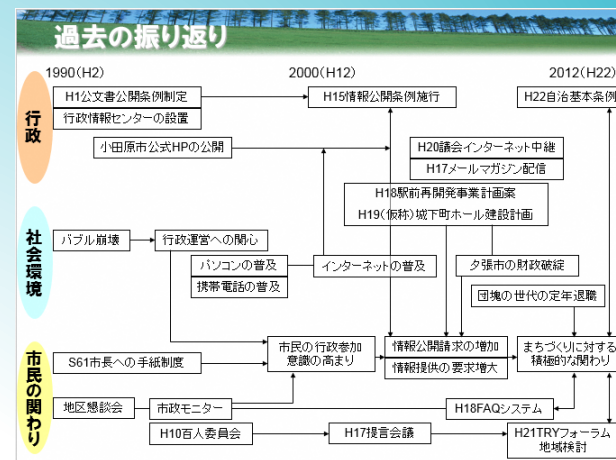 過去の振り返り
1990(H2)
2000(H12)
2012(H22)
行政
H1公文書公開条例制定
行政情報センターの設置
H15情報公開条例施行
H22自治基本条例
小田原市公式HPの公開
H20議会インターネット中継
H17メールマガジン配信
H18駅前再開発事業計画案
H19(仮称)城下町ホール建設計画
社会環境
バブル崩壊
行政運営への関心
パソコンの普及
携帯電話の普及
インターネットの普及
夕張市の財政破綻
団塊の世代の定年退職
市民の関わり
S61市長への手紙制度
市民の行政参加
意識の高まり
情報公開請求の増加
情報提供の要求増大
まちづくりに対する
積極的な関わり
地区懇談会
市政モニター
H18FAQシステム
H10百人委員会
H17提言会議
H21TRYフォーラム
地域検討